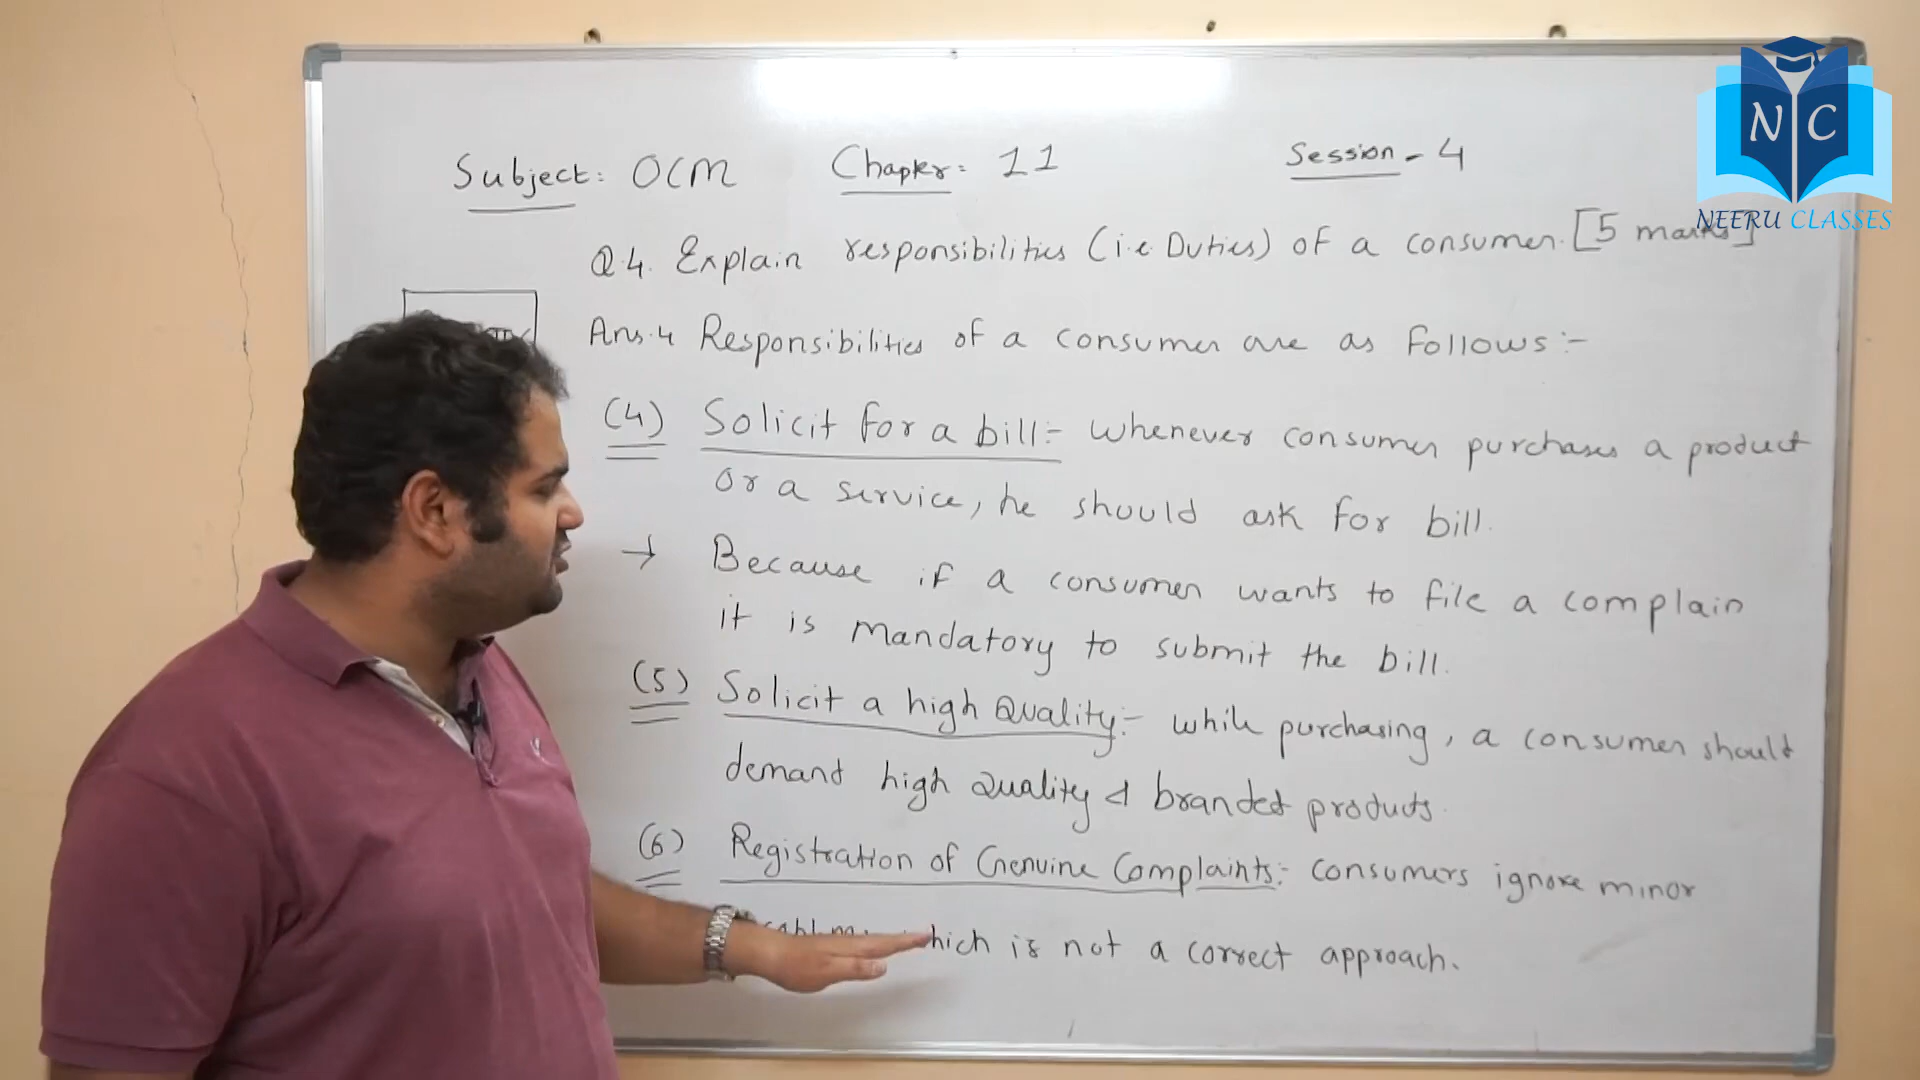 Subject: OCM Chapter: 11 Session - 4
N C
NEERU CLASSES
Q.4. Explain responsibilities (i.e Duties) of a consumer. [5 marks]
Ans.4 Responsibilities of a consumer are as follows:-
(4) Solicit for a bill:- whenever consumer purchases a product
or a service, he should ask for bill.
→ Because if a consumer wants to file a complain
it is mandatory to submit the bill.
(5) Solicit a high Quality:- while purchasing, a consumer should
demand high Quality & branded products.
(6) Registration of Genuine Complaints:- consumers ignore minor
which is not a correct approach.